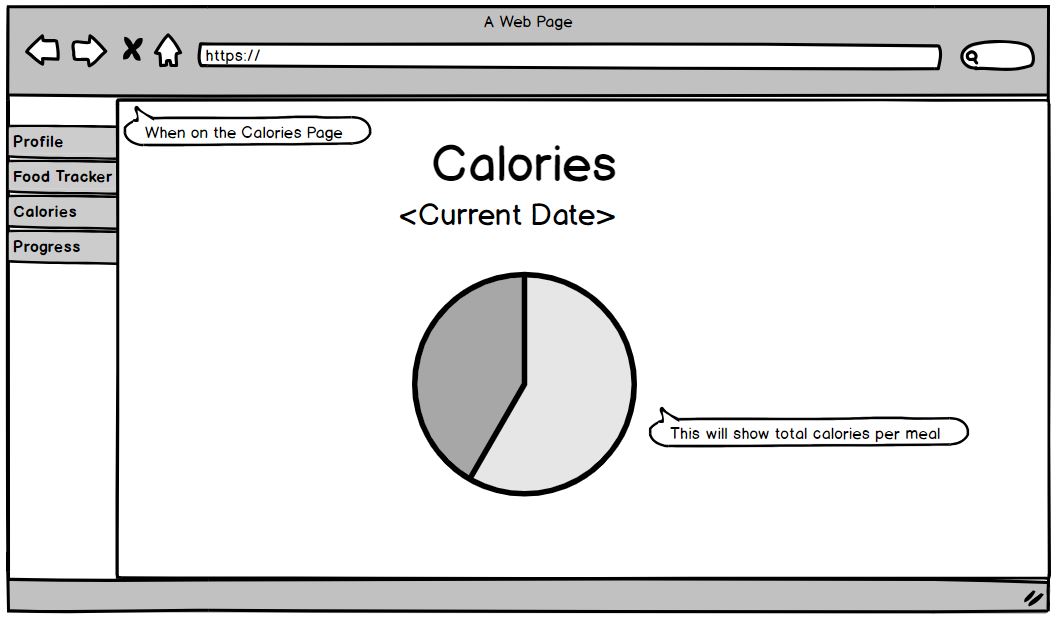 A Web Page
https://
When on the Calories Page
Profile
Food Tracker
Calories
Progress
Calories
<Current Date>
This will show total calories per meal